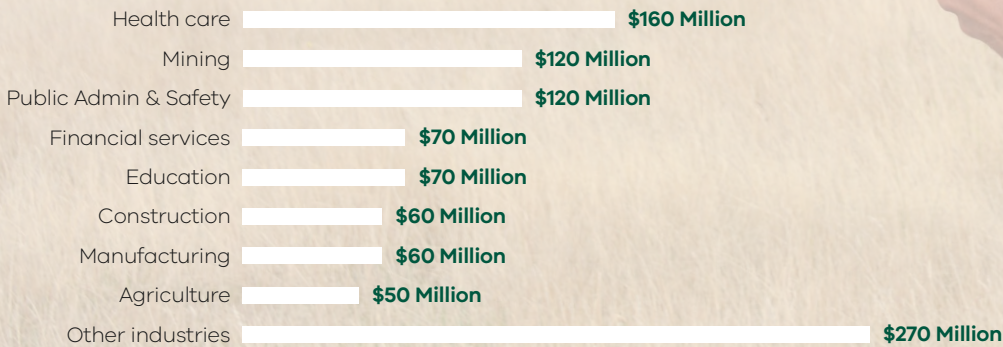 Health care $160 Million
Mining $120 Million
Public Admin & Safety $120 Million
Financial services $70 Million
Education $70 Million
Construction $60 Million
Manufacturing $60 Million
Agriculture $50 Million
Other industries $270 Million